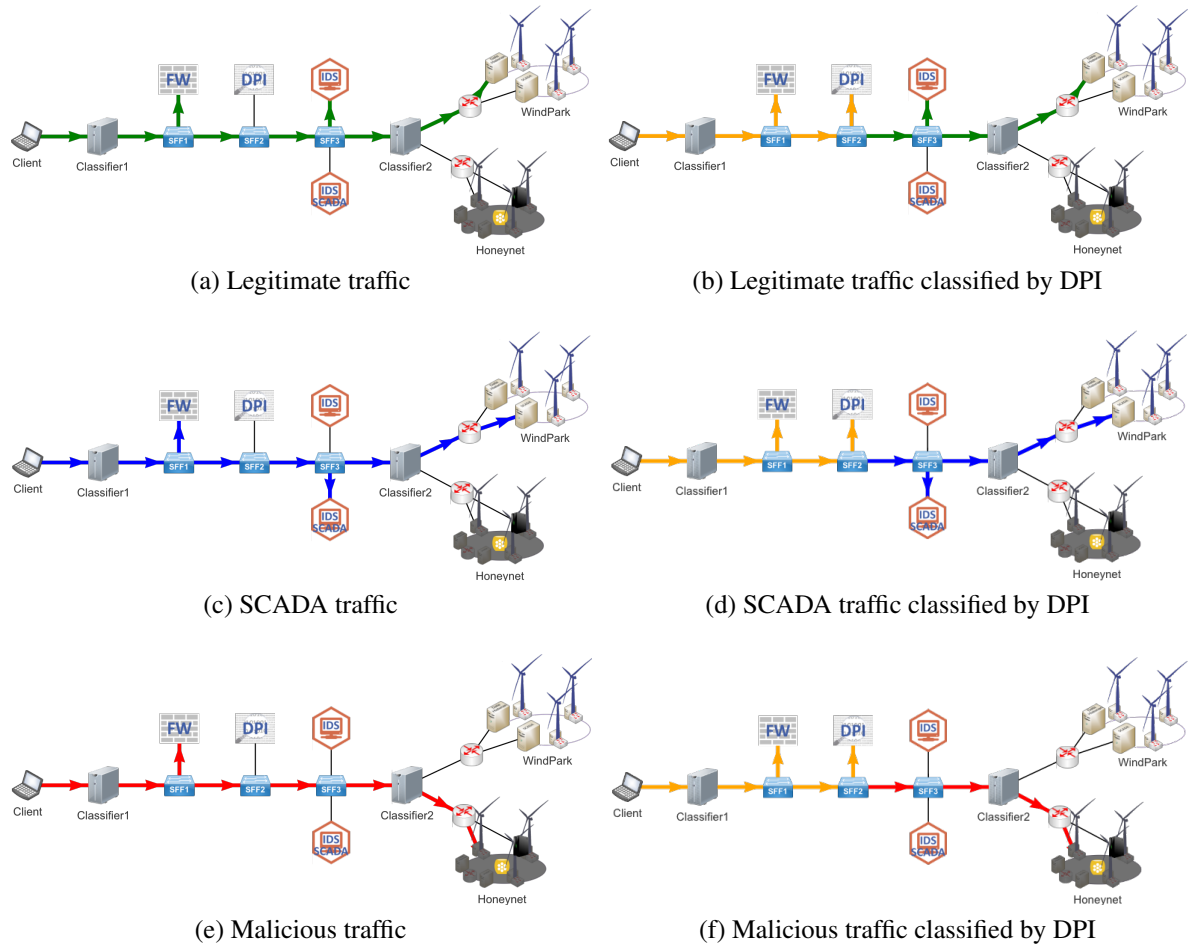 FW DPI IDS
Client Classifier1 SFF1 SFF2 SFF3 Classifier2 WindPark
IDS SCADA
Honeynet
(a) Legitimate traffic
FW DPI IDS
Client Classifier1 SFF1 SFF2 SFF3 Classifier2 WindPark
IDS SCADA
Honeynet
(b) Legitimate traffic classified by DPI
FW DPI IDS
Client Classifier1 SFF1 SFF2 SFF3 Classifier2 WindPark
IDS SCADA
Honeynet
(c) SCADA traffic
FW DPI IDS
Client Classifier1 SFF1 SFF2 SFF3 Classifier2 WindPark
IDS SCADA
Honeynet
(d) SCADA traffic classified by DPI
FW DPI IDS
Client Classifier1 SFF1 SFF2 SFF3 Classifier2 WindPark
IDS SCADA
Honeynet
(e) Malicious traffic
FW DPI IDS
Client Classifier1 SFF1 SFF2 SFF3 Classifier2 WindPark
IDS SCADA
Honeynet
(f) Malicious traffic classified by DPI